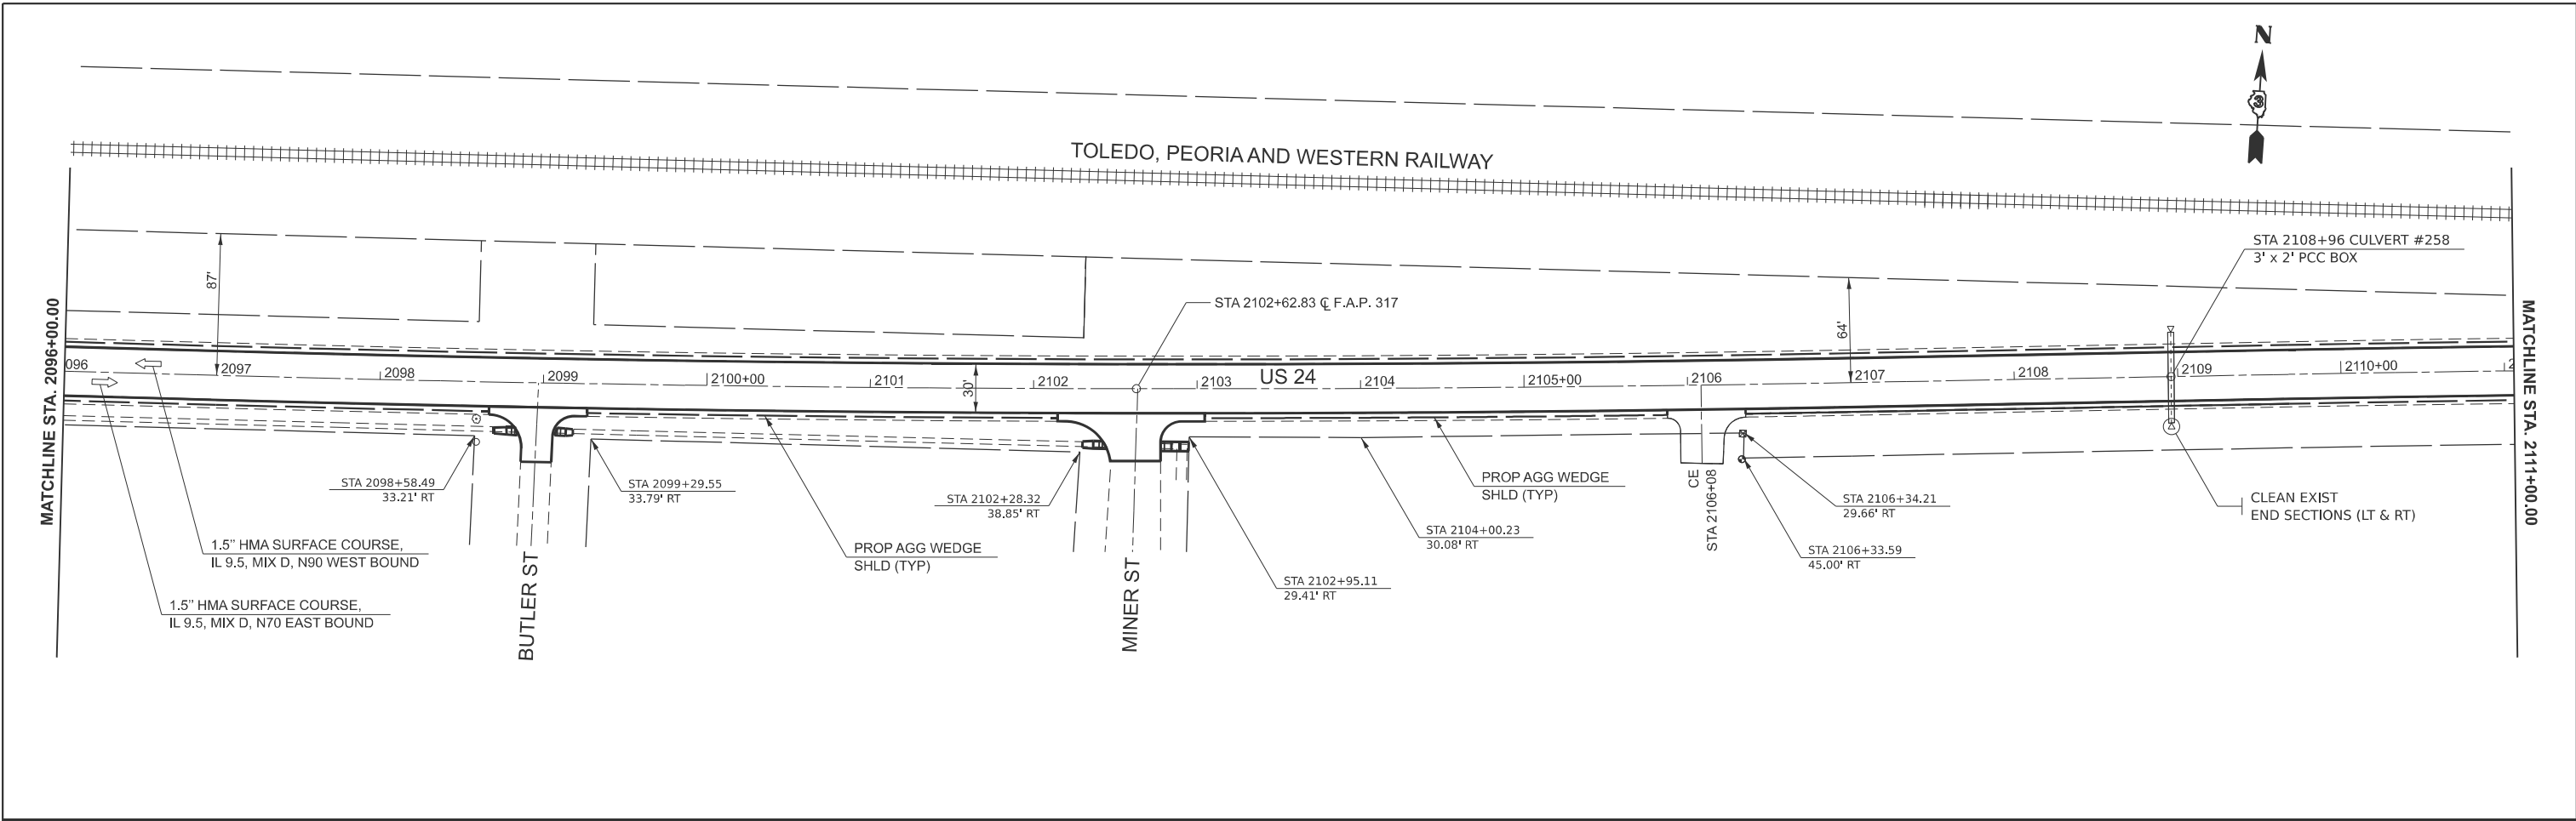 N
3
TOLEDO, PEORIA AND WESTERN RAILWAY
STA 2108+96 CULVERT #258
3' x 2' PCC BOX
87'
STA 2102+62.83 ℄ F.A.P. 317
64'
MATCHLINE STA. 2096+00.00
MATCHLINE STA. 2111+00.00
096
2097
2098
2099
2100+00
2101
2102
30'
2103
US 24
2104
2105+00
2106
2107
2108
2109
2110+00
2
STA 2098+58.49
33.21' RT
STA 2099+29.55
33.79' RT
STA 2102+28.32
38.85' RT
PROP AGG WEDGE
SHLD (TYP)
CE
STA 2106+08
STA 2106+34.21
29.66' RT
CLEAN EXIST
END SECTIONS (LT & RT)
1.5" HMA SURFACE COURSE,
IL 9.5, MIX D, N90 WEST BOUND
PROP AGG WEDGE
SHLD (TYP)
STA 2104+00.23
30.08' RT
STA 2106+33.59
45.00' RT
STA 2102+95.11
29.41' RT
1.5" HMA SURFACE COURSE,
IL 9.5, MIX D, N70 EAST BOUND
BUTLER ST
MINER ST